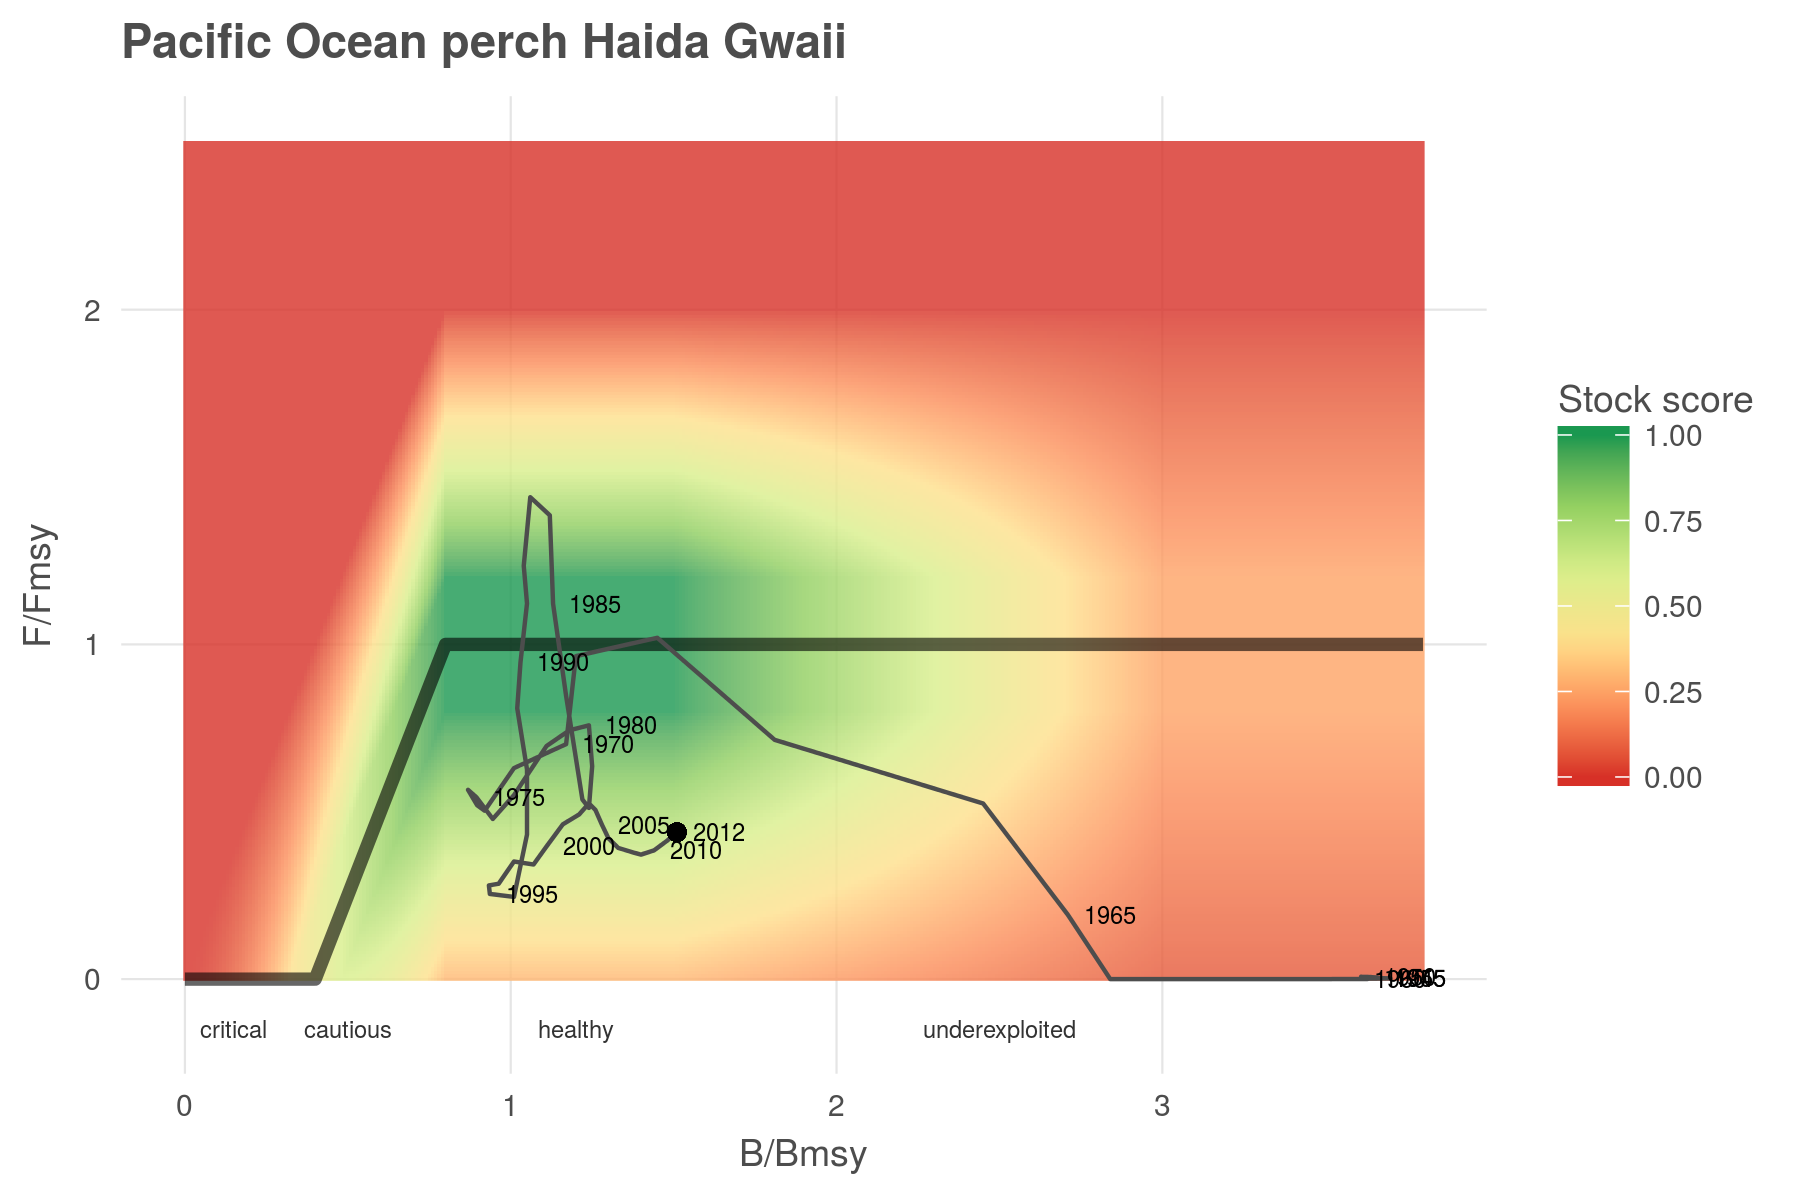 Pacific Ocean perch Haida Gwaii
F/Fmsy
2
1
0
1985
1990
1980
1970
1975
2005
2012
2010
2000
1995
1965
critical
cautious
healthy
underexploited
0
1
2
3
B/Bmsy
Stock score
1.00
0.75
0.50
0.25
0.00